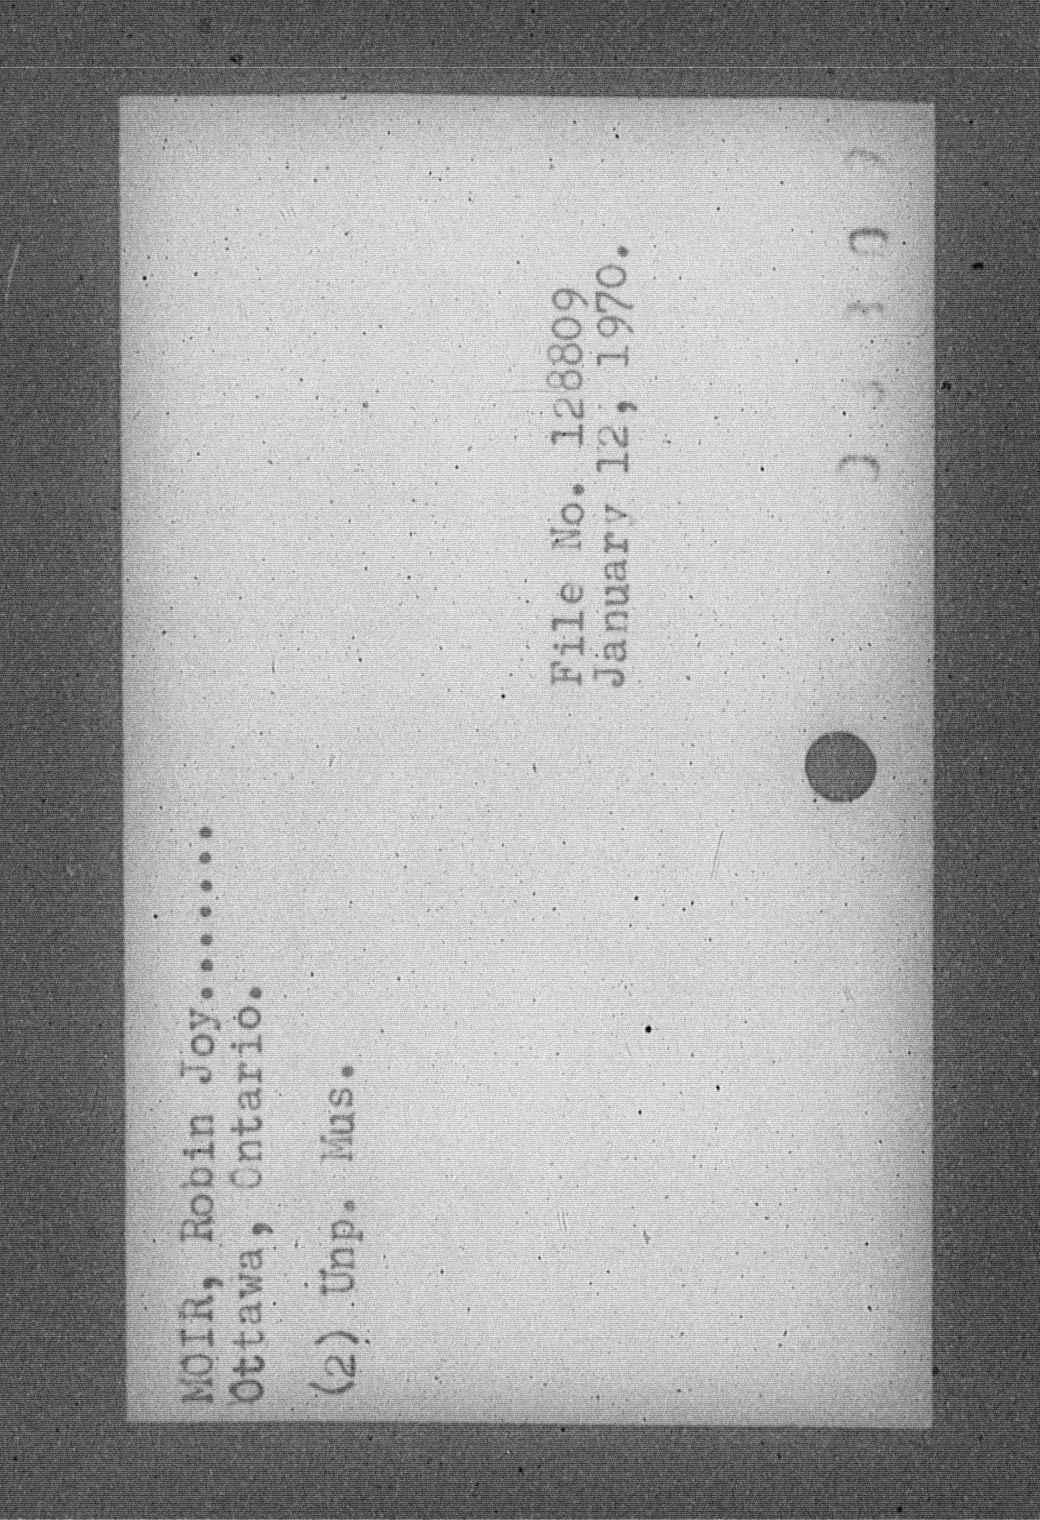 MOIR, Robin Joy.......
Ottawa, Ontario.
(2) Unp. Mus.
File No. 128809
January 12, 1970.